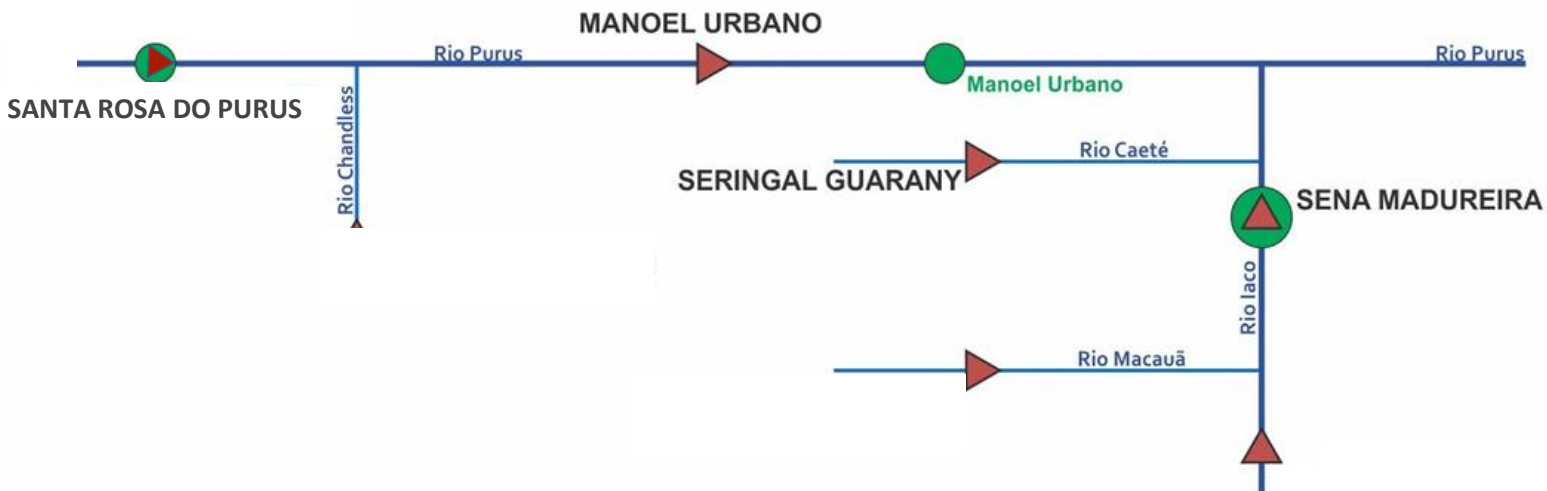 MANOEL URBANO
Rio Purus
Rio Purus
Manoel Urbano
SANTA ROSA DO PURUS
Rio Chandless
Rio Caeté
SERINGAL GUARANY
SENA MADUREIRA
Rio Iaco
Rio Macauã